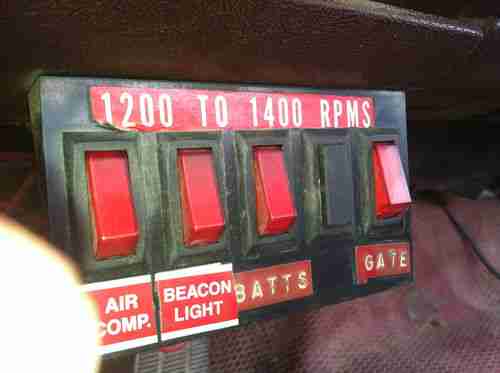 1200 TO 1400 RPMS
AIR
COMP.
BEACON
LIGHT
BATTS
GATE